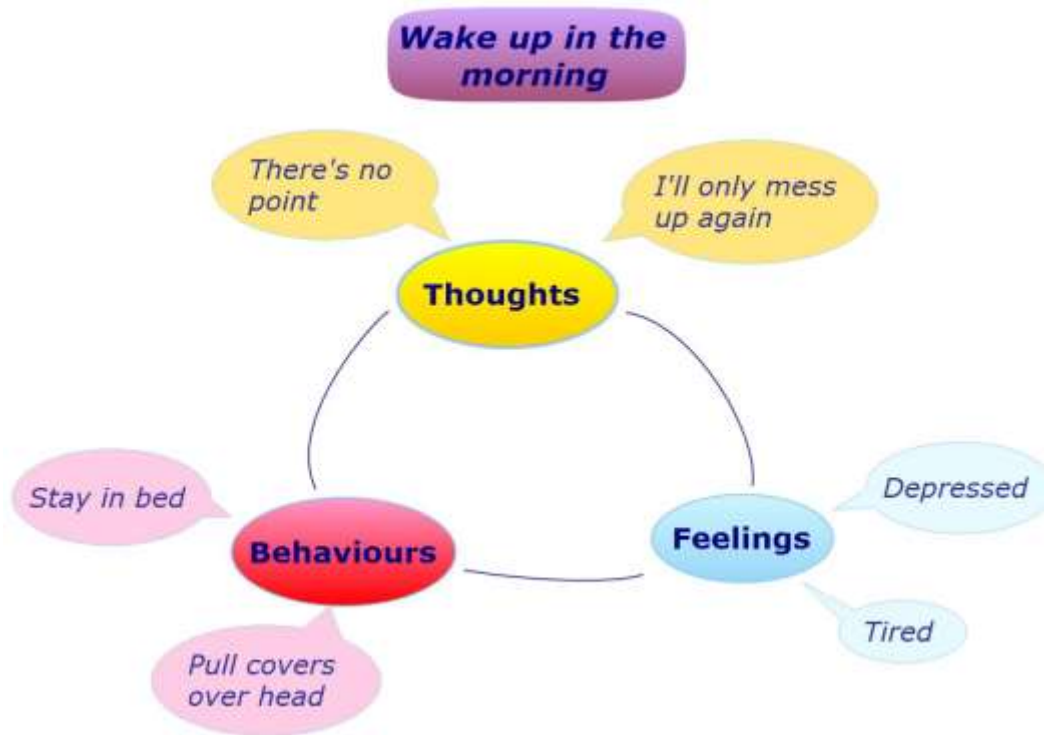 Wake up in the
morning
There's no
point
I'll only mess
up again
Thoughts
Stay in bed
Depressed
Behaviours
Feelings
Tired
Pull covers
over head